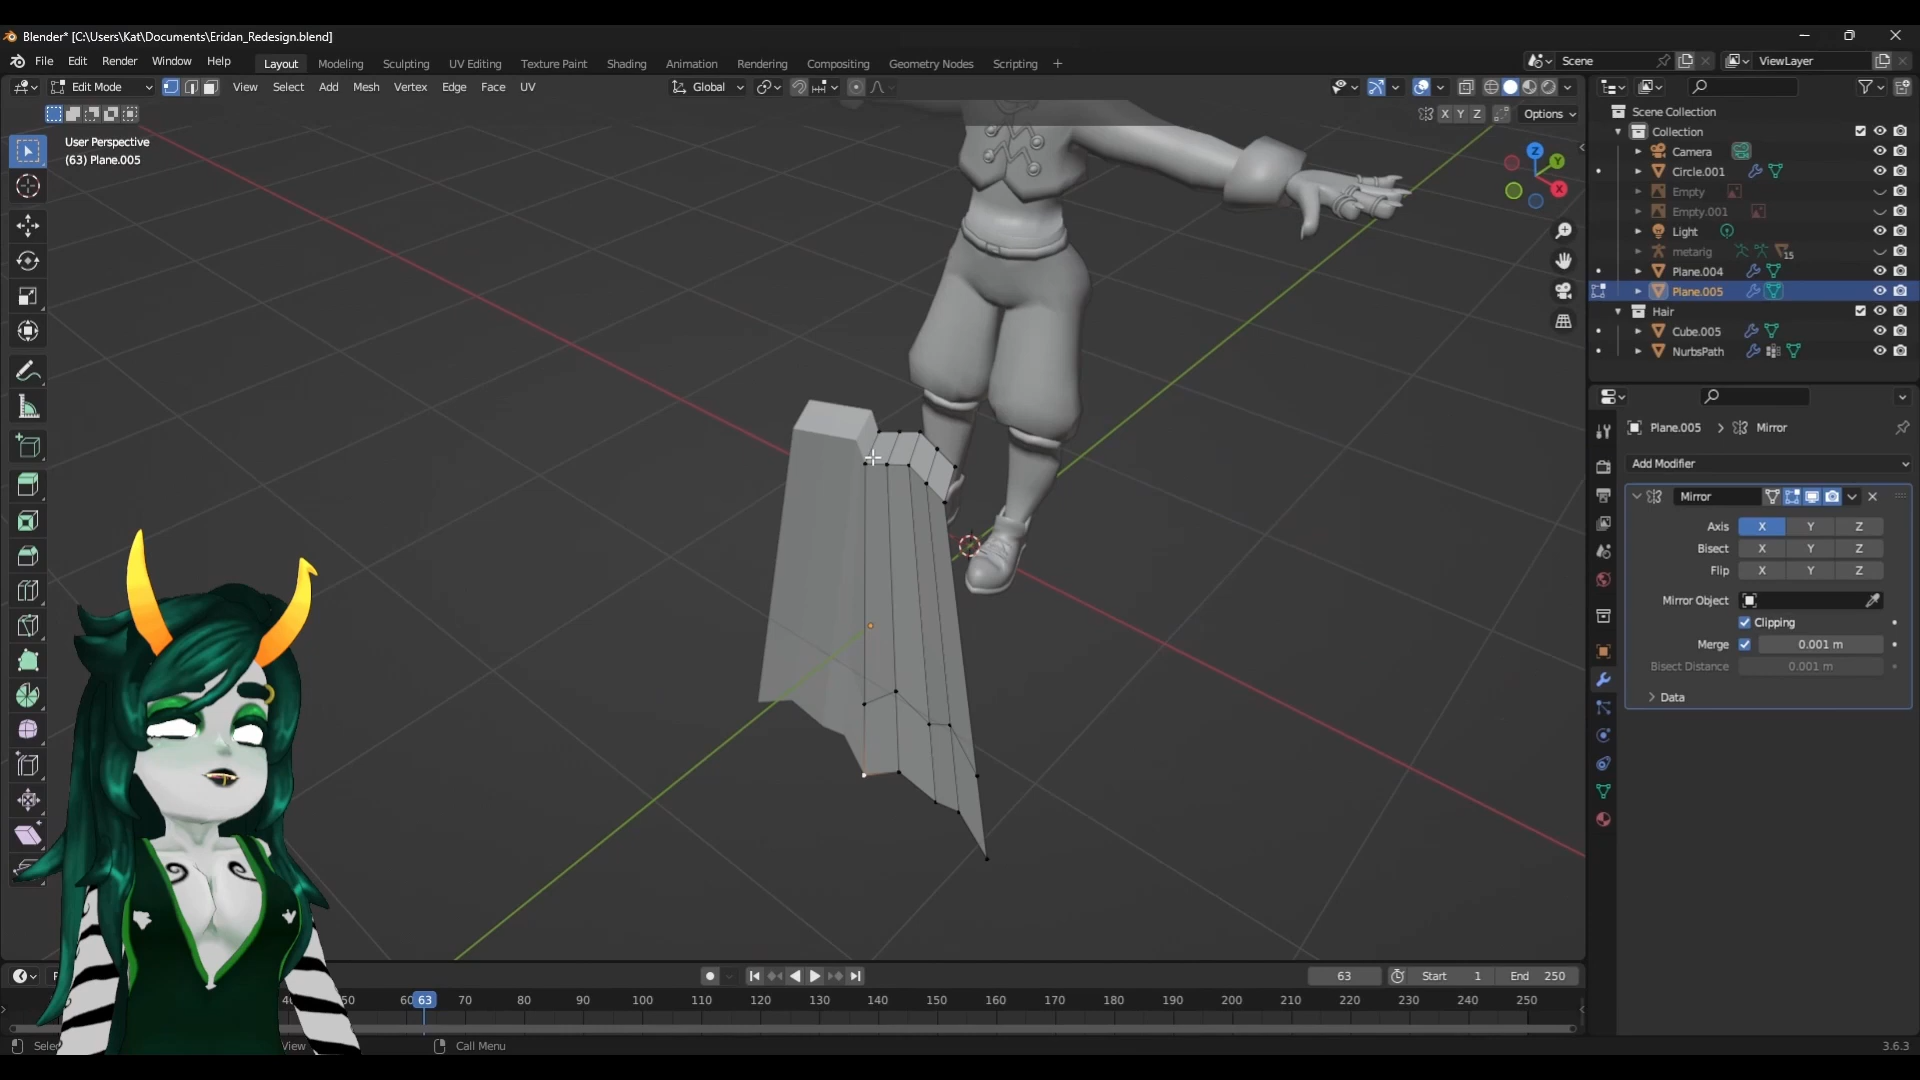 Blender* [C:\Users\Kat\Documents\Eridan_Redesign.blend]
File Edit Render Window Help Layout Modeling Sculpting UV Editing Texture Paint Shading Animation Rendering Compositing Geometry Nodes Scripting + Scene ViewLayer
Edit Mode View Select Add Mesh Vertex Edge Face UV Global
X Y Z Options
User Perspective
(63) Plane.005
Z
Y
X
Scene Collection
Collection
Camera
Circle.001
Empty
Empty.001
Light
metarig 15
Plane.004
Plane.005
Hair
Cube.005
NurbsPath
Plane.005 > Mirror
Add Modifier
Mirror
Axis X Y Z
Bisect X Y Z
Flip X Y Z
Mirror Object
Clipping
Merge 0.001 m
Bisect Distance 0.001 m
Data
63 Start 1 End 250
50 60 63 70 80 90 100 110 120 130 140 150 160 170 180 190 200 210 220 230 240 250
View Call Menu 3.6.3